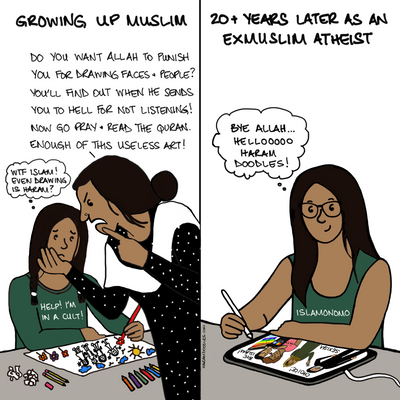 GROWING UP MUSLIM
DO YOU WANT ALLAH TO PUNISH
YOU FOR DRAWING FACES + PEOPLE?
YOU'LL FIND OUT WHEN HE SENDS
YOU TO HELL FOR NOT LISTENING!
NOW GO PRAY + READ THE QURAN.
ENOUGH OF THIS USELESS ART!
WTF ISLAM!
EVEN DRAWING
IS HARAM?
HELP! I'M
IN A CULT!
20+ YEARS LATER AS AN
EXMUSLIM ATHEIST
BYE ALLAH...
HELLOOOOO
HARAM
DOODLES!
ISLAMONOMO